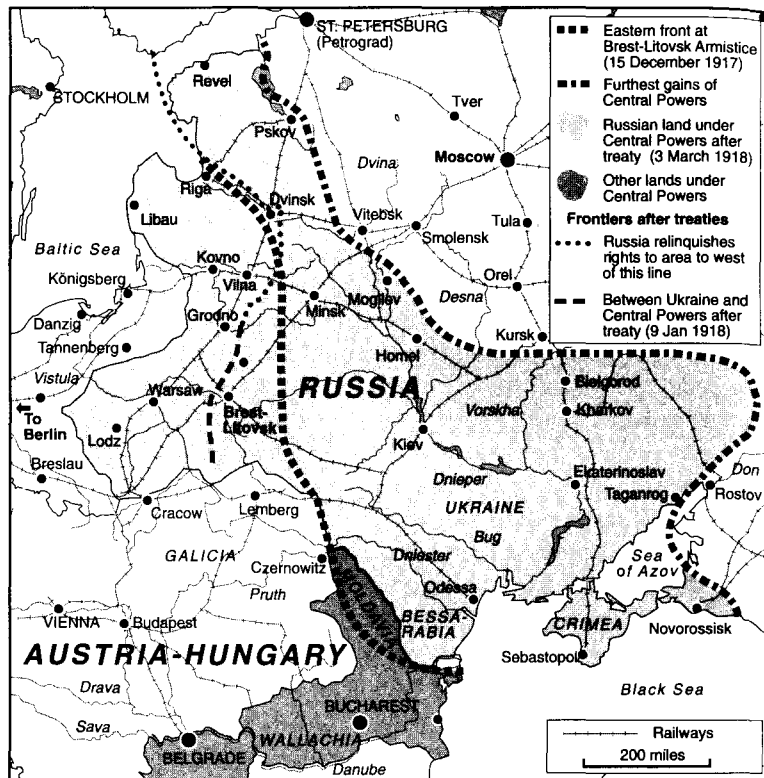 ST. PETERSBURG
(Petrograd)
Revel
STOCKHOLM
Tver
Pskov
Dvina
Moscow
Riga
Dvinsk
Libau
Vitebsk
Tula
Smolensk
Baltic Sea
Kovno
Königsberg
Vilna
Orel
Mogilev
Desna
Minsk
Danzig
Grodno
Tannenberg
Homel
Kursk
Vistula
Warsaw
RUSSIA
Bielgorod
To
Berlin
Brest-
Litovsk
Vorskha
Kharkov
Lodz
Kiev
Breslau
Don
Dnieper
Ekaterinoslav
Cracow
Lemberg
UKRAINE
Taganrog
Rostov
Bug
GALICIA
Dniester
Sea
of Azov
Czernowitz
MOLDAVIA
Pruth
Odessa
BESSA-
RABIA
VIENNA
Budapest
CRIMEA
Novorossisk
AUSTRIA-HUNGARY
Sebastopol
Drava
Black Sea
BUCHAREST
Sava
WALLACHIA
BELGRADE
Danube
Eastern front at
Brest-Litovsk Armistice
(15 December 1917)
Furthest gains of
Central Powers
Russian land under
Central Powers after
treaty (3 March 1918)
Other lands under
Central Powers
Frontiers after treaties
Russia relinquishes
rights to area to west
of this line
Between Ukraine and
Central Powers after
treaty (9 Jan 1918)
Railways
200 miles